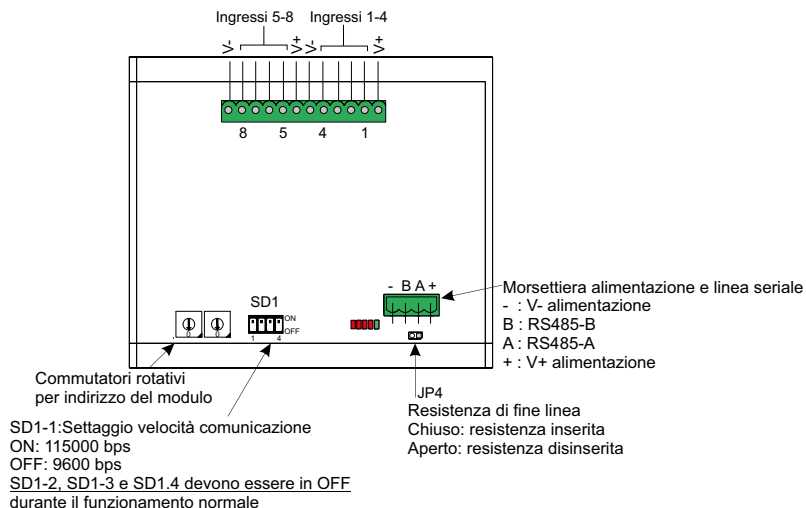 Ingressi 5-8 Ingressi 1-4
V- V+ V- V+
8 5 4 1
- B A +
SD1
ON
OFF
1 4
0 0
Morsettiera alimentazione e linea seriale
- : V- alimentazione
B : RS485-B
A : RS485-A
+ : V+ alimentazione
Commutatori rotativi
per indirizzo del modulo
JP4
Resistenza di fine linea
Chiuso: resistenza inserita
Aperto: resistenza disinserita
SD1-1:Settaggio velocità comunicazione
ON: 115000 bps
OFF: 9600 bps
SD1-2, SD1-3 e SD1.4 devono essere in OFF
durante il funzionamento normale